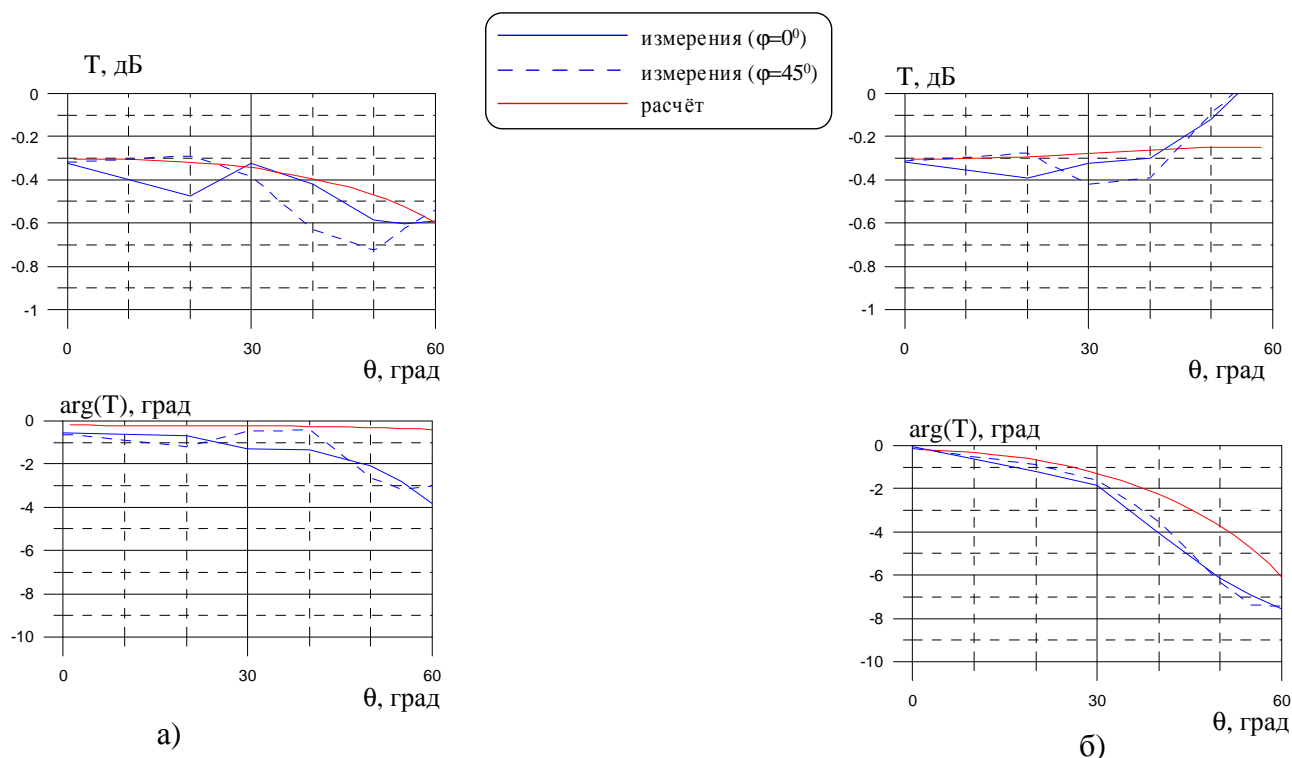 измерения (φ=0⁰)
измерения (φ=45⁰)
расчёт
T, дБ
0
-0.2
-0.4
-0.6
-0.8
-1
0 30 60
θ, град
T, дБ
0
-0.2
-0.4
-0.6
-0.8
-1
0 30 60
θ, град
arg(T), град
0
-2
-4
-6
-8
-10
0 30 60
θ, град
а)
arg(T), град
0
-2
-4
-6
-8
-10
0 30 60
θ, град
б)